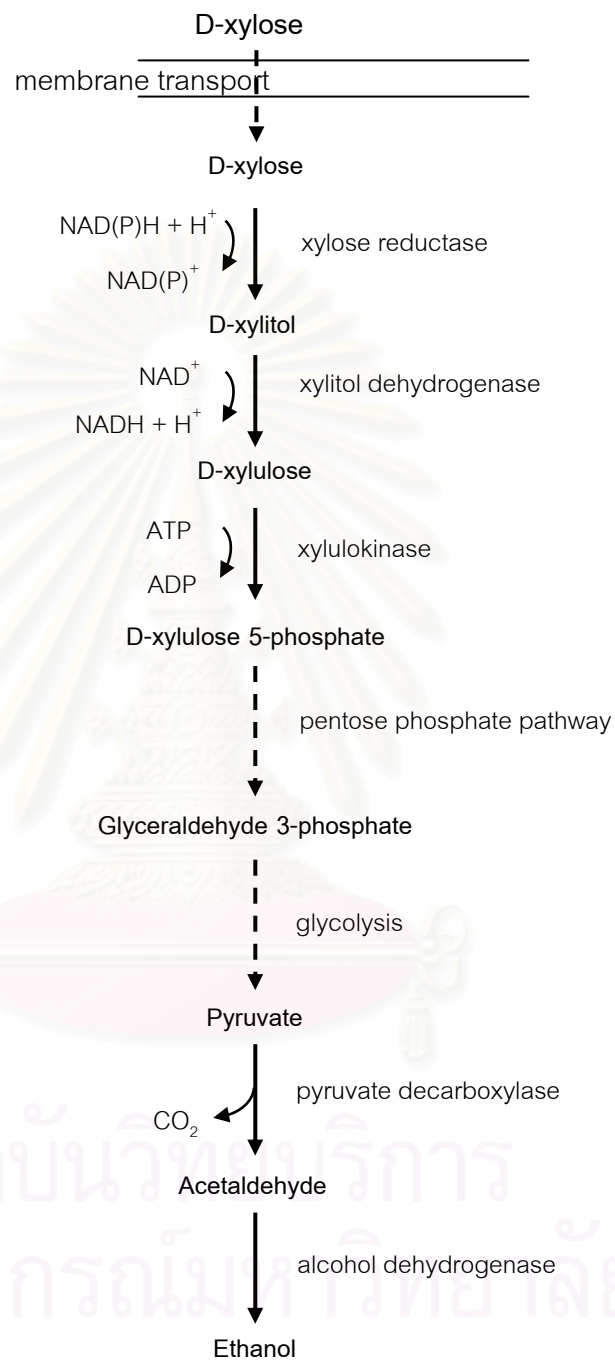 D-xylose
membrane transport
D-xylose
NAD(P)H + H⁺
xylose reductase
NAD(P)⁺
D-xylitol
NAD⁺
xylitol dehydrogenase
NADH + H⁺
D-xylulose
ATP
xylulokinase
ADP
D-xylulose 5-phosphate
pentose phosphate pathway
Glyceraldehyde 3-phosphate
glycolysis
Pyruvate
pyruvate decarboxylase
CO₂
Acetaldehyde
alcohol dehydrogenase
Ethanol